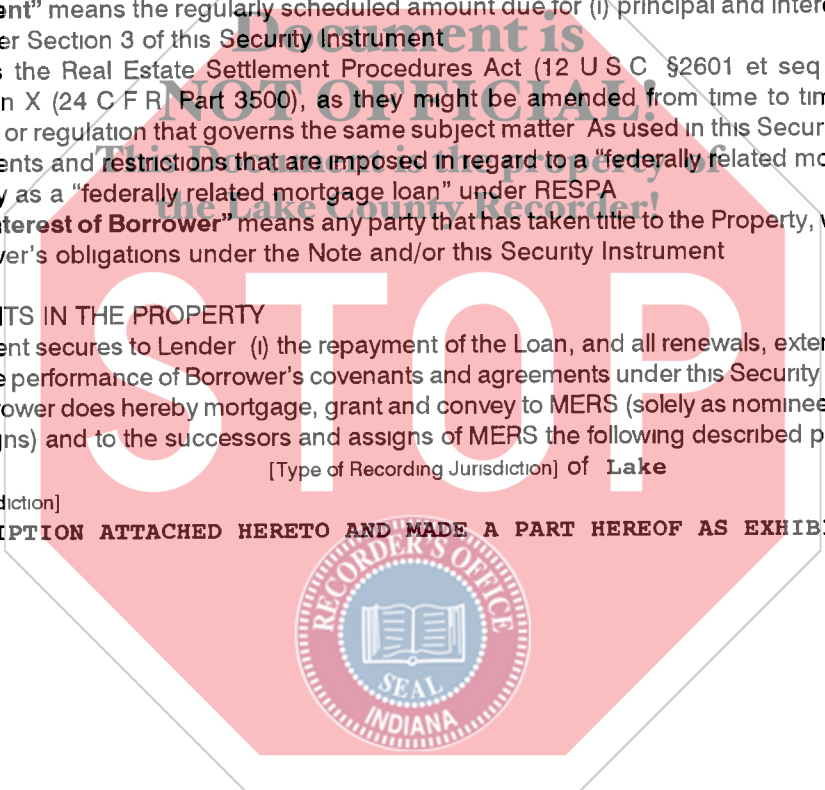 ent” means the regularly scheduled amount due for (i) principal and inter
er Section 3 of this Security Instrument
Document is
s the Real Estate Settlement Procedures Act (12 U S C §2601 et seq
n X (24 C F R Part 3500), as they might be amended from time to tim
NOT OFFICIAL!
or regulation that governs the same subject matter As used in this Secur
ents and restrictions that are imposed in regard to a “federally related mo
This Document is the property of
y as a “federally related mortgage loan” under RESPA
the Lake County Recorder!
terest of Borrower” means any party that has taken title to the Property, w
ver’s obligations under the Note and/or this Security Instrument
STOP
TS IN THE PROPERTY
ent secures to Lender (i) the repayment of the Loan, and all renewals, exter
e performance of Borrower’s covenants and agreements under this Security
ower does hereby mortgage, grant and convey to MERS (solely as nominee
gns) and to the successors and assigns of MERS the following described p
[Type of Recording Jurisdiction] of Lake
diction]
IPTION ATTACHED HERETO AND MADE A PART HEREOF AS EXHIB
RECORDER'S OFFICE
SEAL
INDIANA